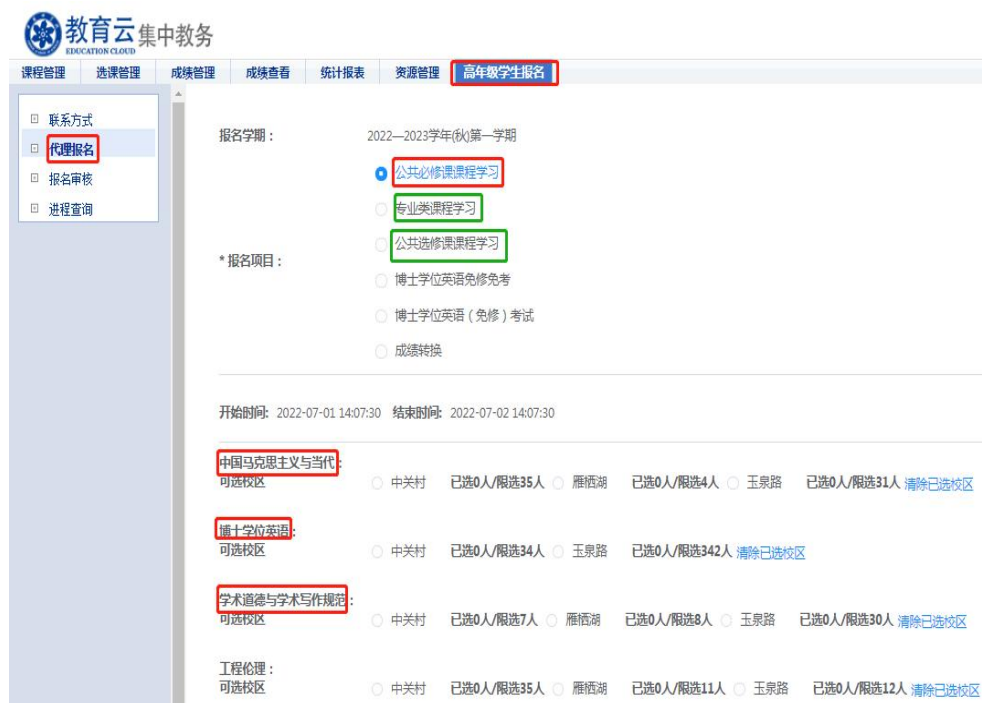 教育云 集中教务
EDUCATION CLOUD
课程管理 选课管理 成绩管理 成绩查看 统计报表 资源管理 高年级学生报名
联系方式
代理报名
报名审核
进程查询
报名学期： 2022—2023学年(秋)第一学期
公共必修课课程学习
专业类课程学习
公共选修课课程学习
* 报名项目：
博士学位英语免修免考
博士学位英语（免修）考试
成绩转换
开始时间: 2022-07-01 14:07:30 结束时间: 2022-07-02 14:07:30
中国马克思主义与当代：
可选校区 中关村 已选0人/限选35人 雁栖湖 已选0人/限选4人 玉泉路 已选0人/限选31人 清除已选校区
博士学位英语：
可选校区 中关村 已选0人/限选34人 玉泉路 已选0人/限选342人 清除已选校区
学术道德与学术写作规范：
可选校区 中关村 已选0人/限选7人 雁栖湖 已选0人/限选8人 玉泉路 已选0人/限选30人 清除已选校区
工程伦理：
可选校区 中关村 已选0人/限选35人 雁栖湖 已选0人/限选11人 玉泉路 已选0人/限选12人 清除已选校区